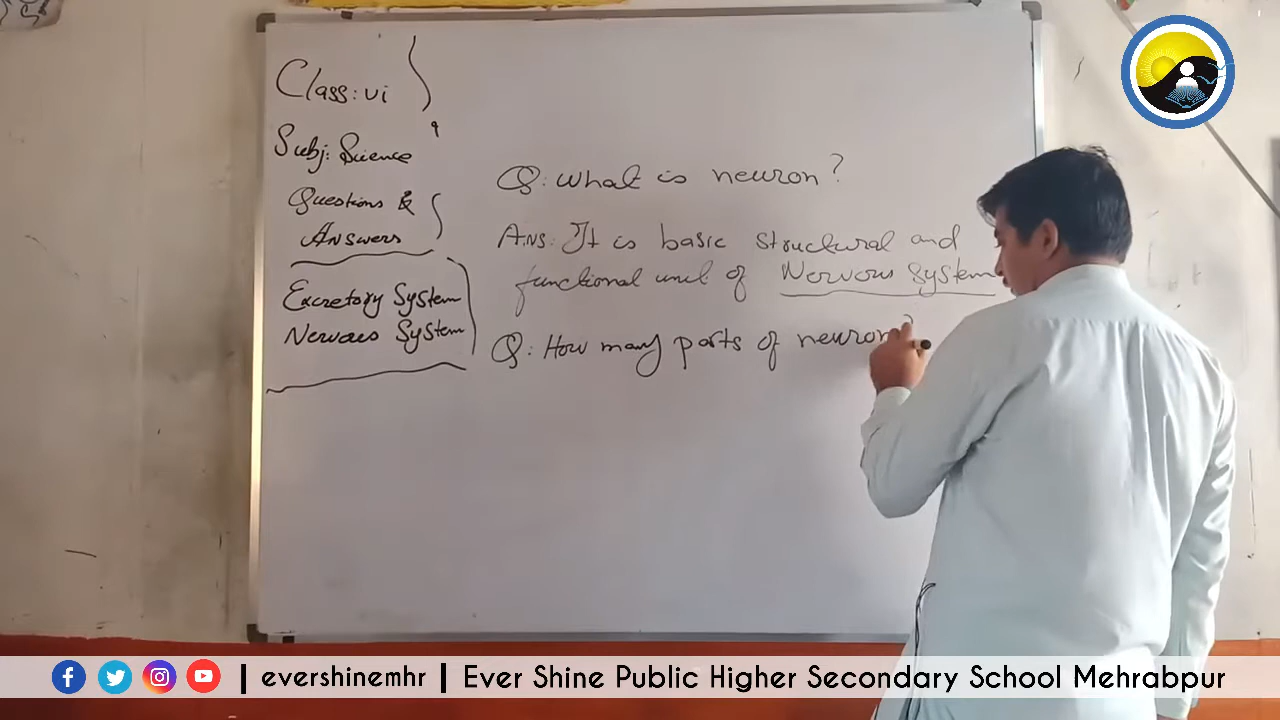 Class: vi
Subj: Science
Questions &
Answers
Excretory System
Nervous System
Q: What is neuron?
Ans: It is basic structural and
functional unit of Nervous System
Q: How many parts of neuron?
| evershinemhr | Ever Shine Public Higher Secondary School Mehrabpur